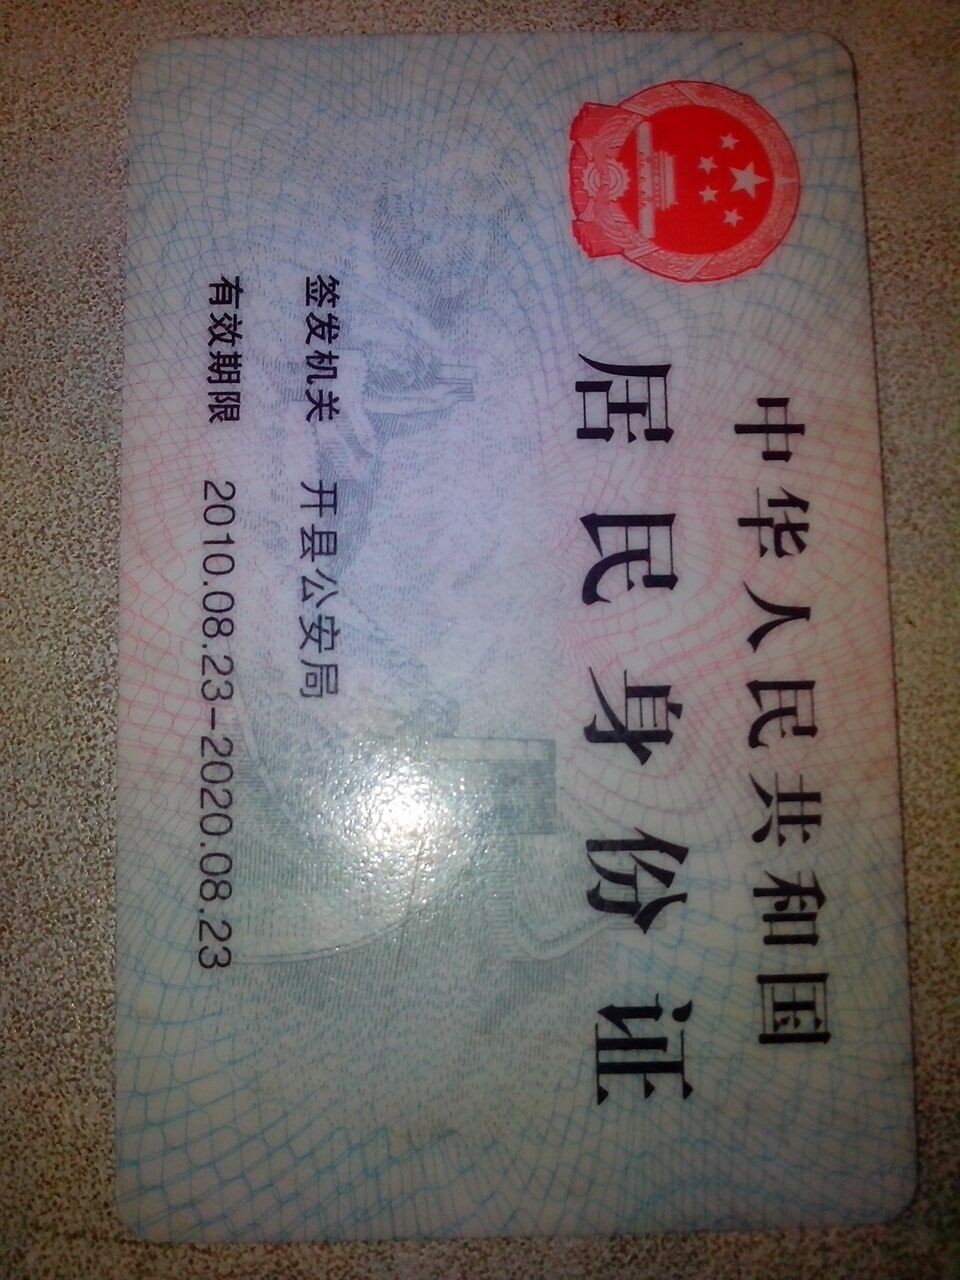 中华人民共和国
居民身份证
签发机关 开县公安局
有效期限 2010.08.23-2020.08.23